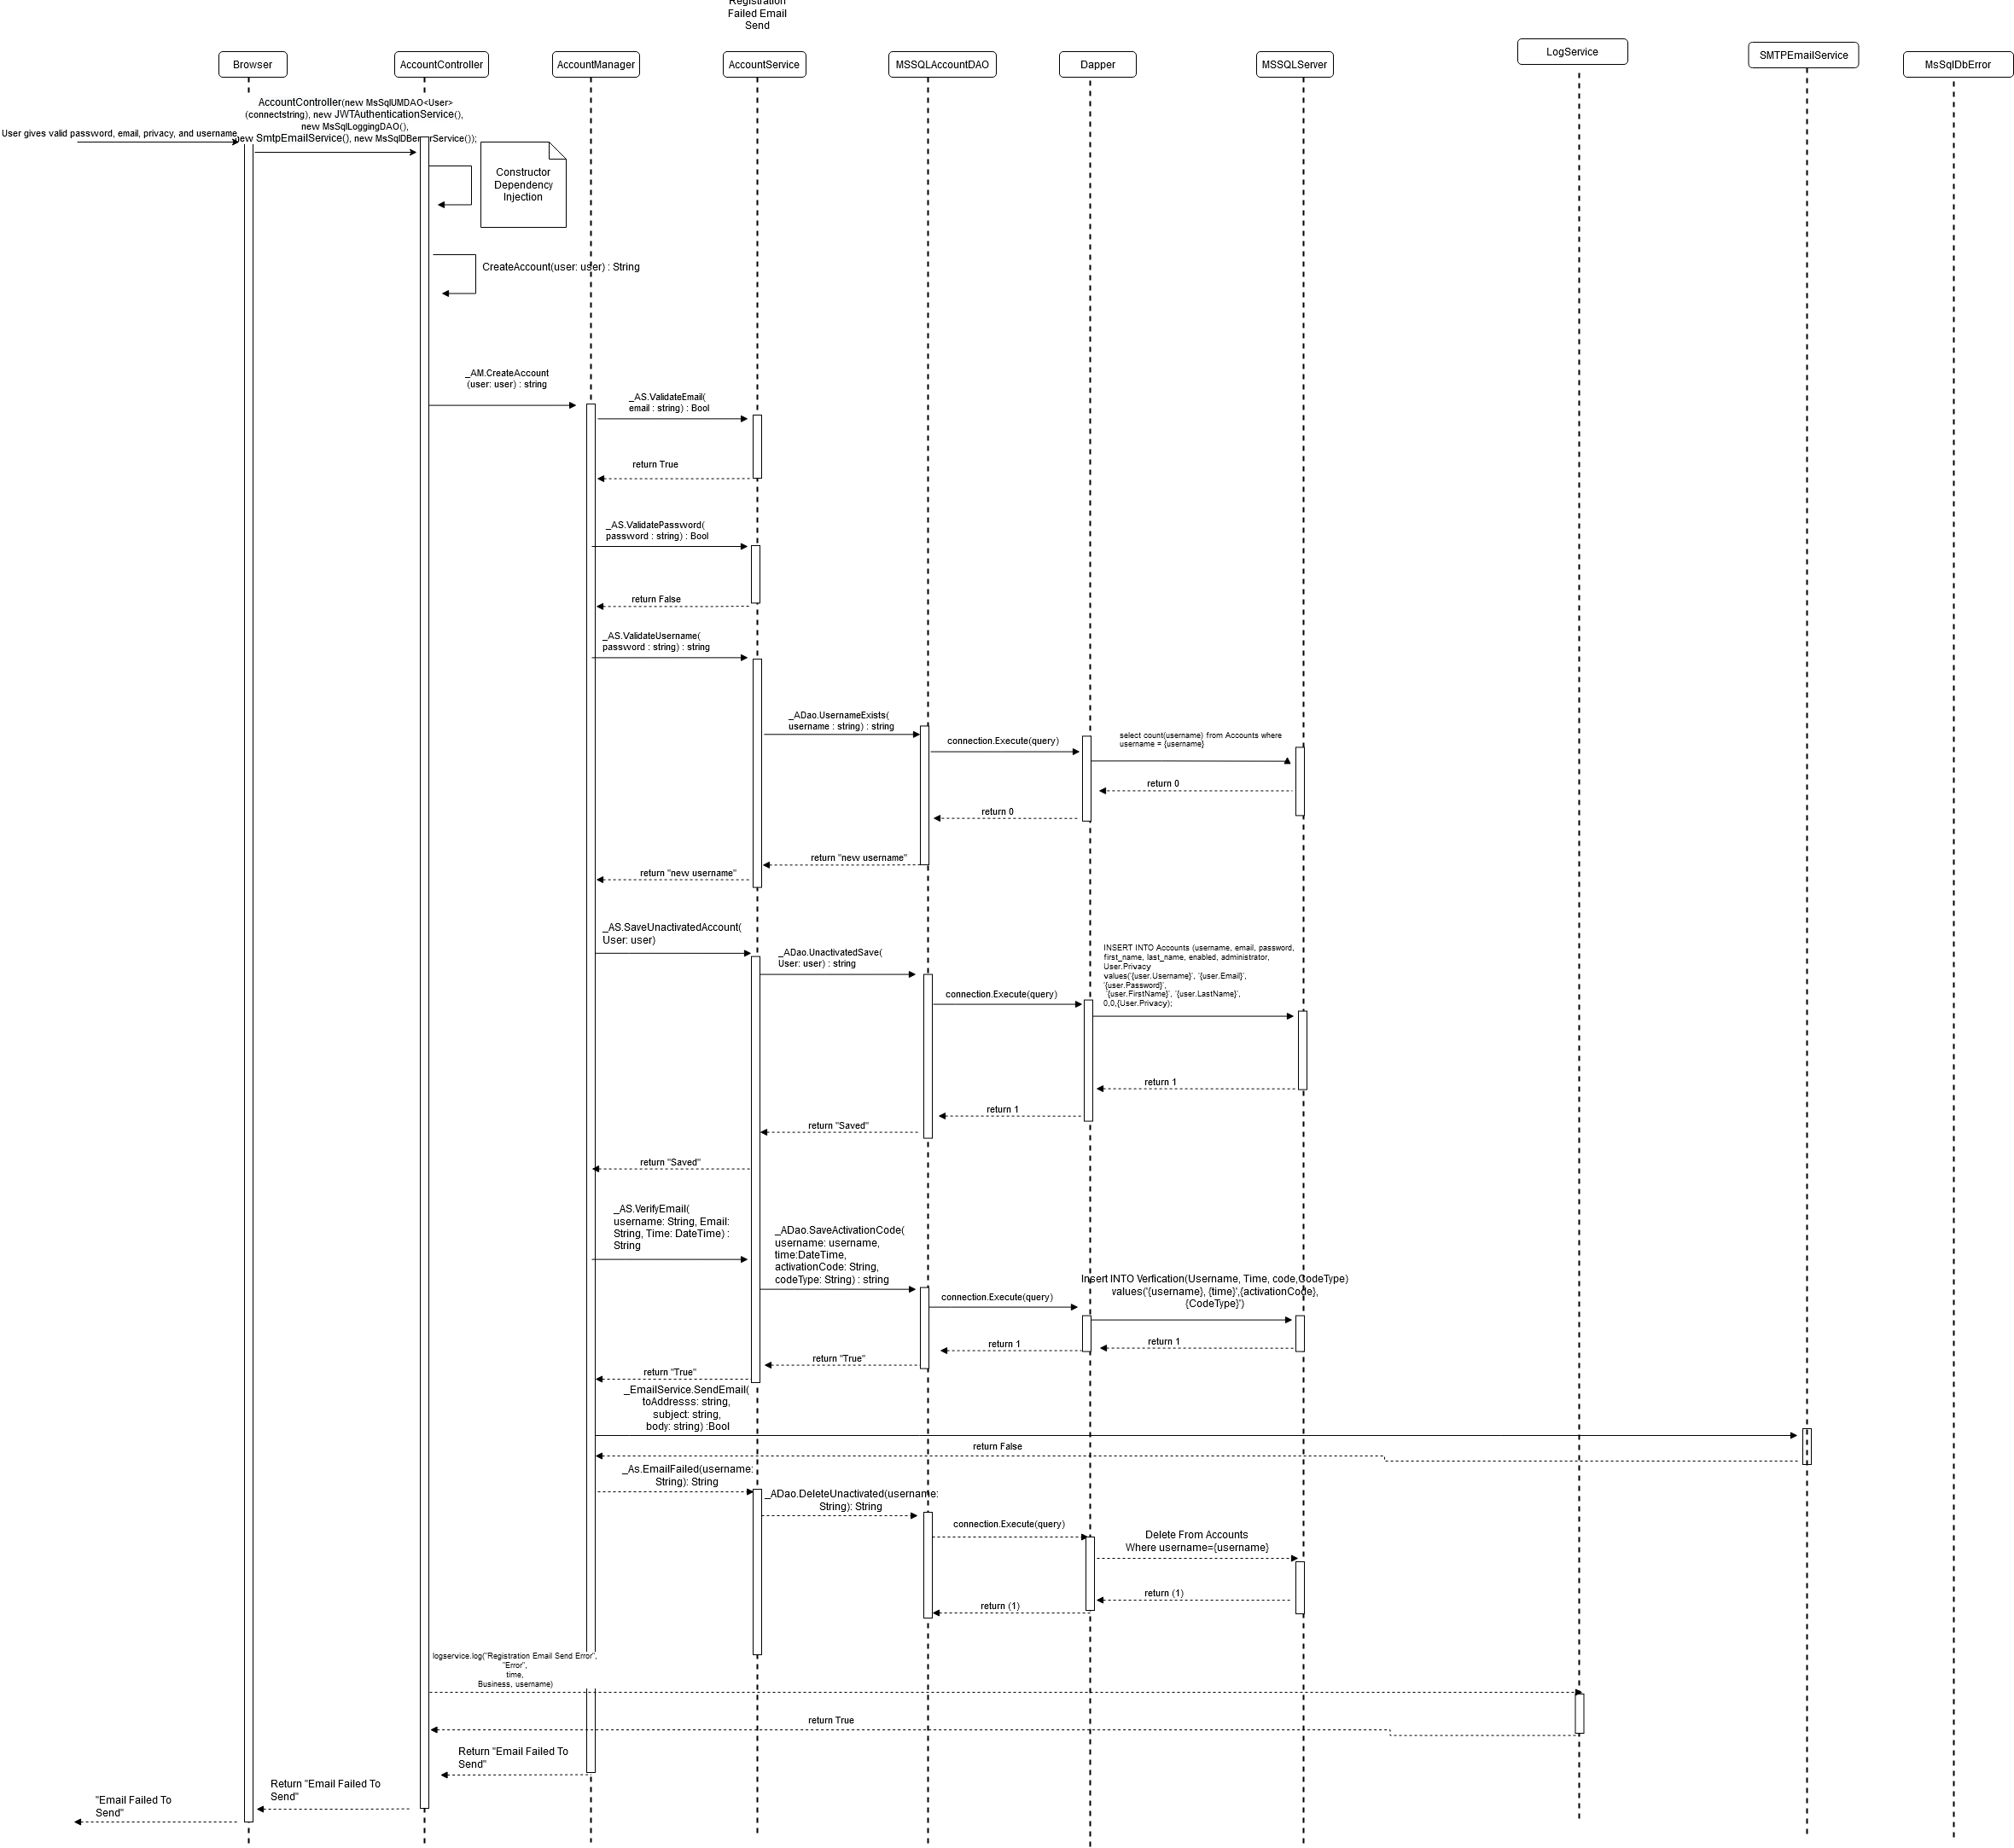 Registration
Failed Email
Send
Browser
AccountController
AccountManager
AccountService
MSSQLAccountDAO
Dapper
MSSQLServer
LogService
SMTPEmailService
MsSqlDbError
AccountController(new MsSqlUMDAO<User>
(connectstring), new JWTAuthenticationService(),
new MsSqlLoggingDAO(),
new SmtpEmailService(), new MsSqlDBe rService());
User gives valid password, email, privacy, and username
Constructor
Dependency
Injection
CreateAccount(user: user) : String
_AM.CreateAccount
(user: user) : string
_AS.ValidateEmail(
email : string) : Bool
return True
_AS.ValidatePassword(
password : string) : Bool
return False
_AS.ValidateUsername(
password : string) : string
_ADao.UsernameExists(
username : string) : string
connection.Execute(query)
select count(username) from Accounts where
username = {username}
return 0
return 0
return "new username"
return "new username"
_AS.SaveUnactivatedAccount(
User: user)
_ADao.UnactivatedSave(
User: user) : string
connection.Execute(query)
INSERT INTO Accounts (username, email, password,
first_name, last_name, enabled, administrator,
User.Privacy
values('{user.Username}', '{user.Email}',
'{user.Password}',
'{user.FirstName}', '{user.LastName}',
0,0,{User.Privacy);
return 1
return 1
return "Saved"
return "Saved"
_AS.VerifyEmail(
username: String, Email:
String, Time: DateTime) :
String
_ADao.SaveActivationCode(
username: username,
time:DateTime,
activationCode: String,
codeType: String) : string
connection.Execute(query)
Insert INTO Verfication(Username, Time, code,CodeType)
values('{username}, {time}',{activationCode},
{CodeType}')
return 1
return 1
return "True"
return "True"
_EmailService.SendEmail(
toAddresss: string,
subject: string,
body: string) :Bool
return False
_As.EmailFailed(username:
String): String
_ADao.DeleteUnactivated(username:
String): String
connection.Execute(query)
Delete From Accounts
Where username={username}
return (1)
return (1)
logservice.log("Registration Email Send Error",
"Error",
time,
Business, username)
return True
Return "Email Failed To
Send"
Return "Email Failed To
Send"
"Email Failed To
Send"